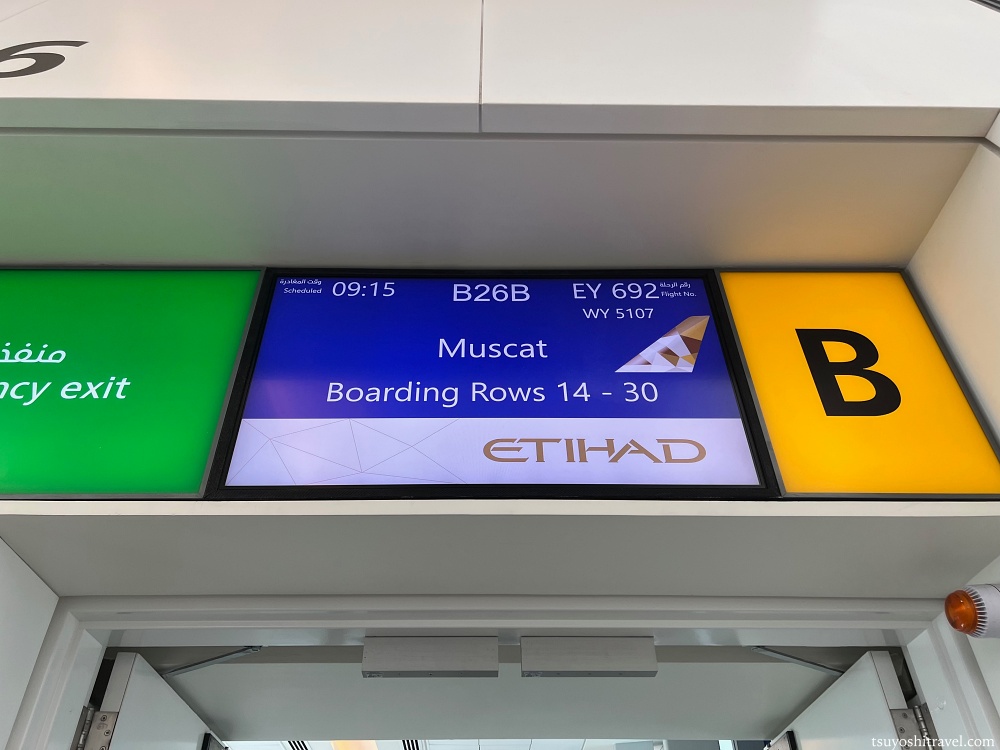 6
وقت المغادرة
Scheduled 09:15 B26B EY 692 رقم الرحلة
Flight No.
WY 5107
Muscat
Boarding Rows 14 - 30
ETIHAD
منفذ
ncy exit
B
tsuyoshitravel.com